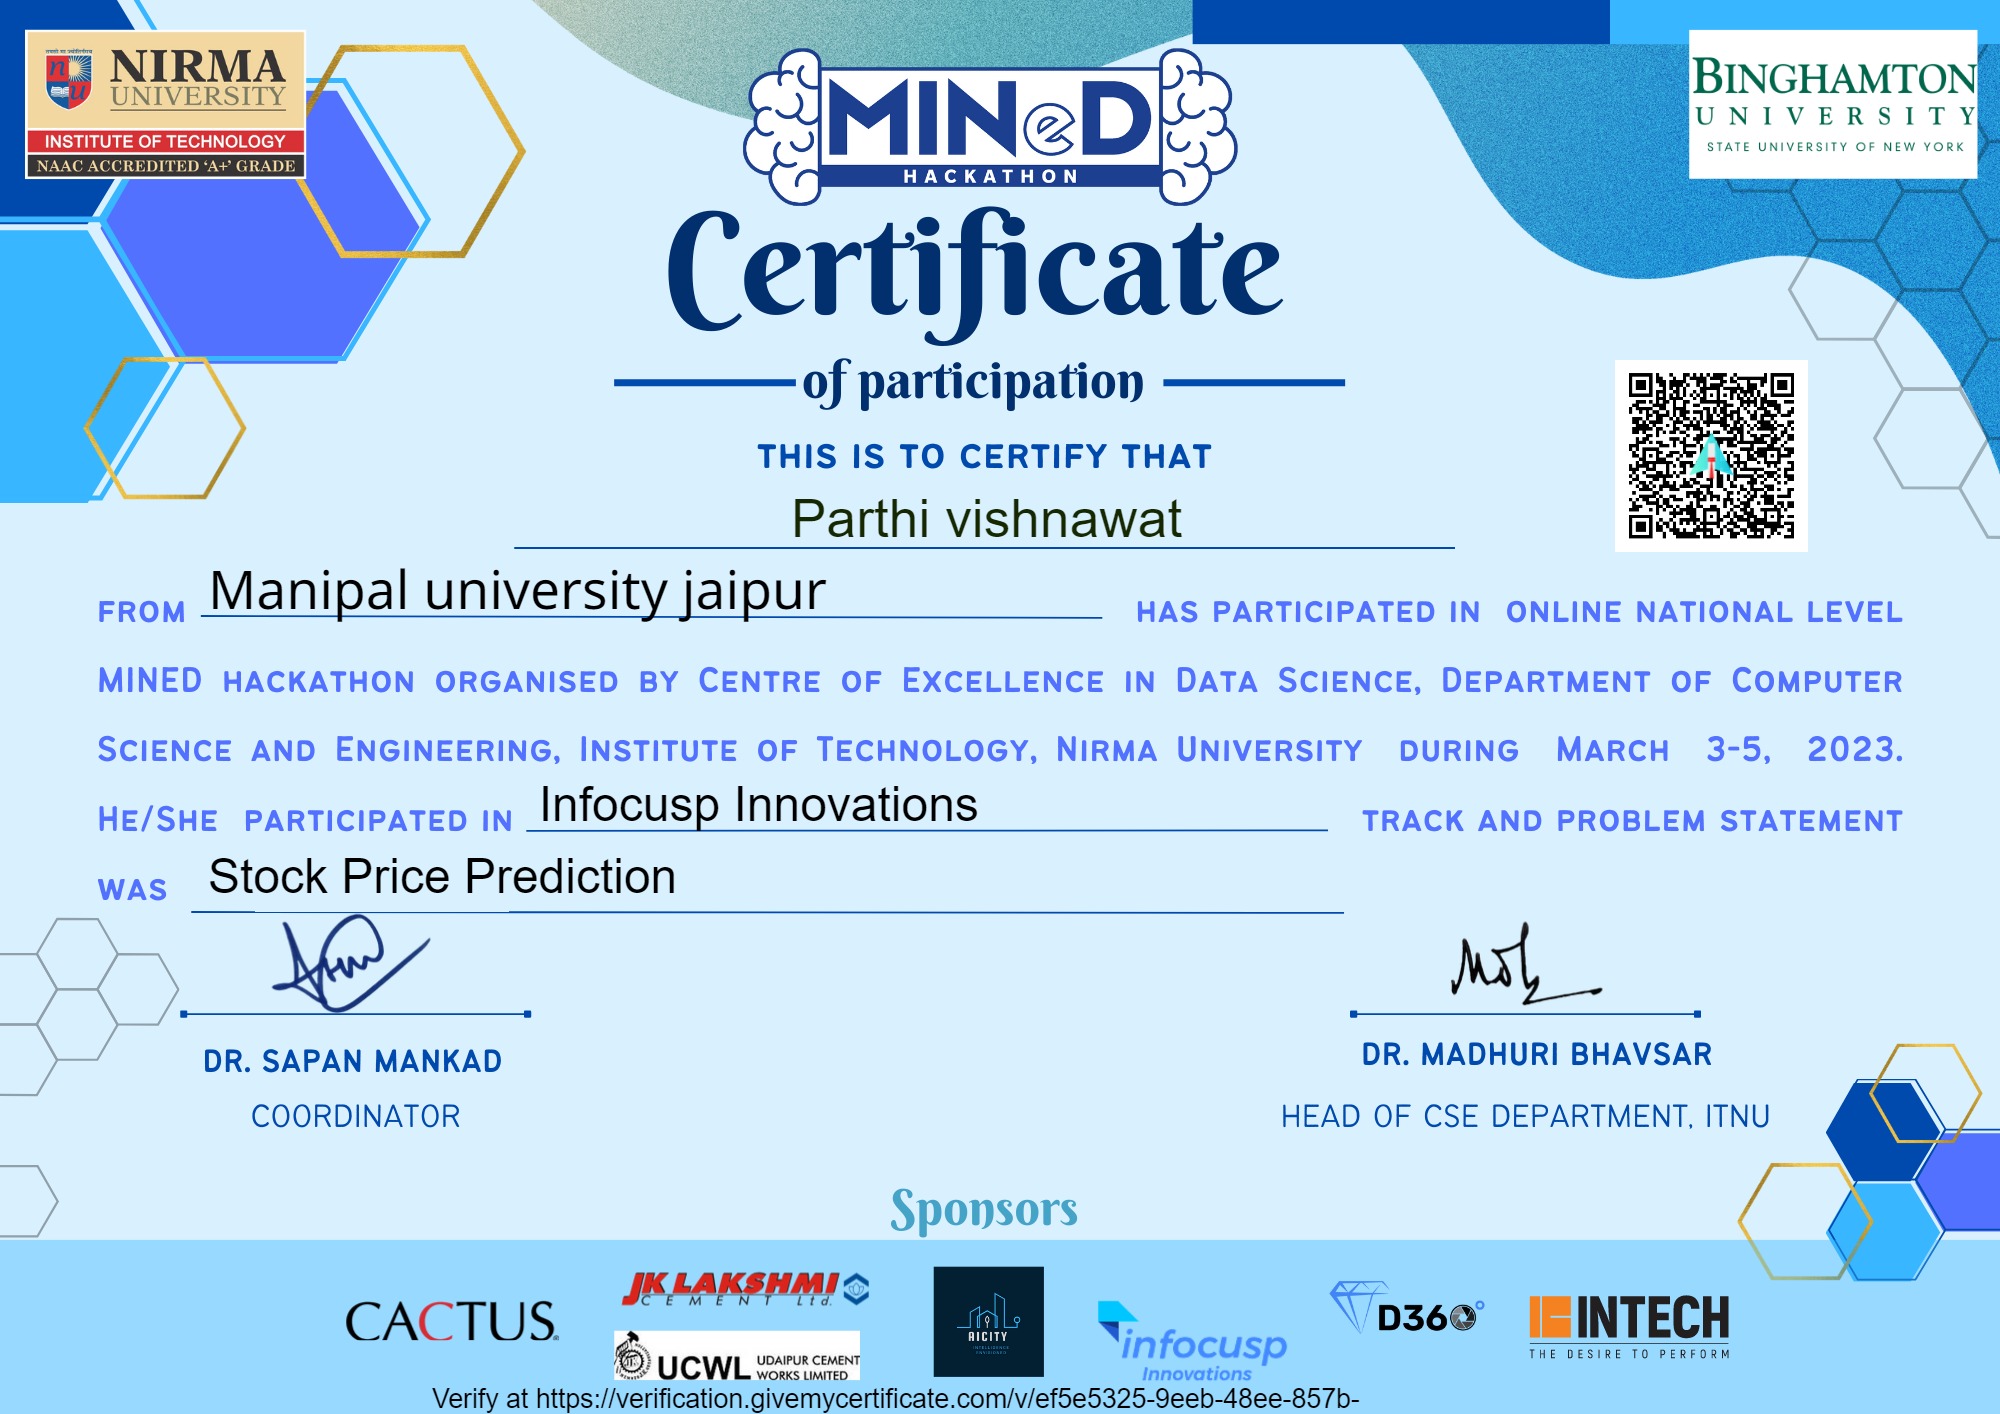 NIRMA
UNIVERSITY
INSTITUTE OF TECHNOLOGY
NAAC ACCREDITED ‘A+’ GRADE
MINeD
HACKATHON
BINGHAMTON
UNIVERSITY
STATE UNIVERSITY OF NEW YORK
Certificate
of participation
THIS IS TO CERTIFY THAT
Parthi vishnawat
FROM Manipal university jaipur HAS PARTICIPATED IN ONLINE NATIONAL LEVEL
MINED HACKATHON ORGANISED BY CENTRE OF EXCELLENCE IN DATA SCIENCE, DEPARTMENT OF COMPUTER
SCIENCE AND ENGINEERING, INSTITUTE OF TECHNOLOGY, NIRMA UNIVERSITY DURING MARCH 3-5, 2023.
HE/SHE PARTICIPATED IN Infocusp Innovations TRACK AND PROBLEM STATEMENT
WAS Stock Price Prediction
DR. SAPAN MANKAD
COORDINATOR
DR. MADHURI BHAVSAR
HEAD OF CSE DEPARTMENT, ITNU
Sponsors
CACTUS
JK LAKSHMI
CEMENT Ltd.
UCWL UDAIPUR CEMENT
WORKS LIMITED
AICITY
INTELLIGENCE
ENVISIONED
infocusp
Innovations
D360°
INTECH
THE DESIRE TO PERFORM
Verify at https://verification.givemycertificate.com/v/ef5e5325-9eeb-48ee-857b-